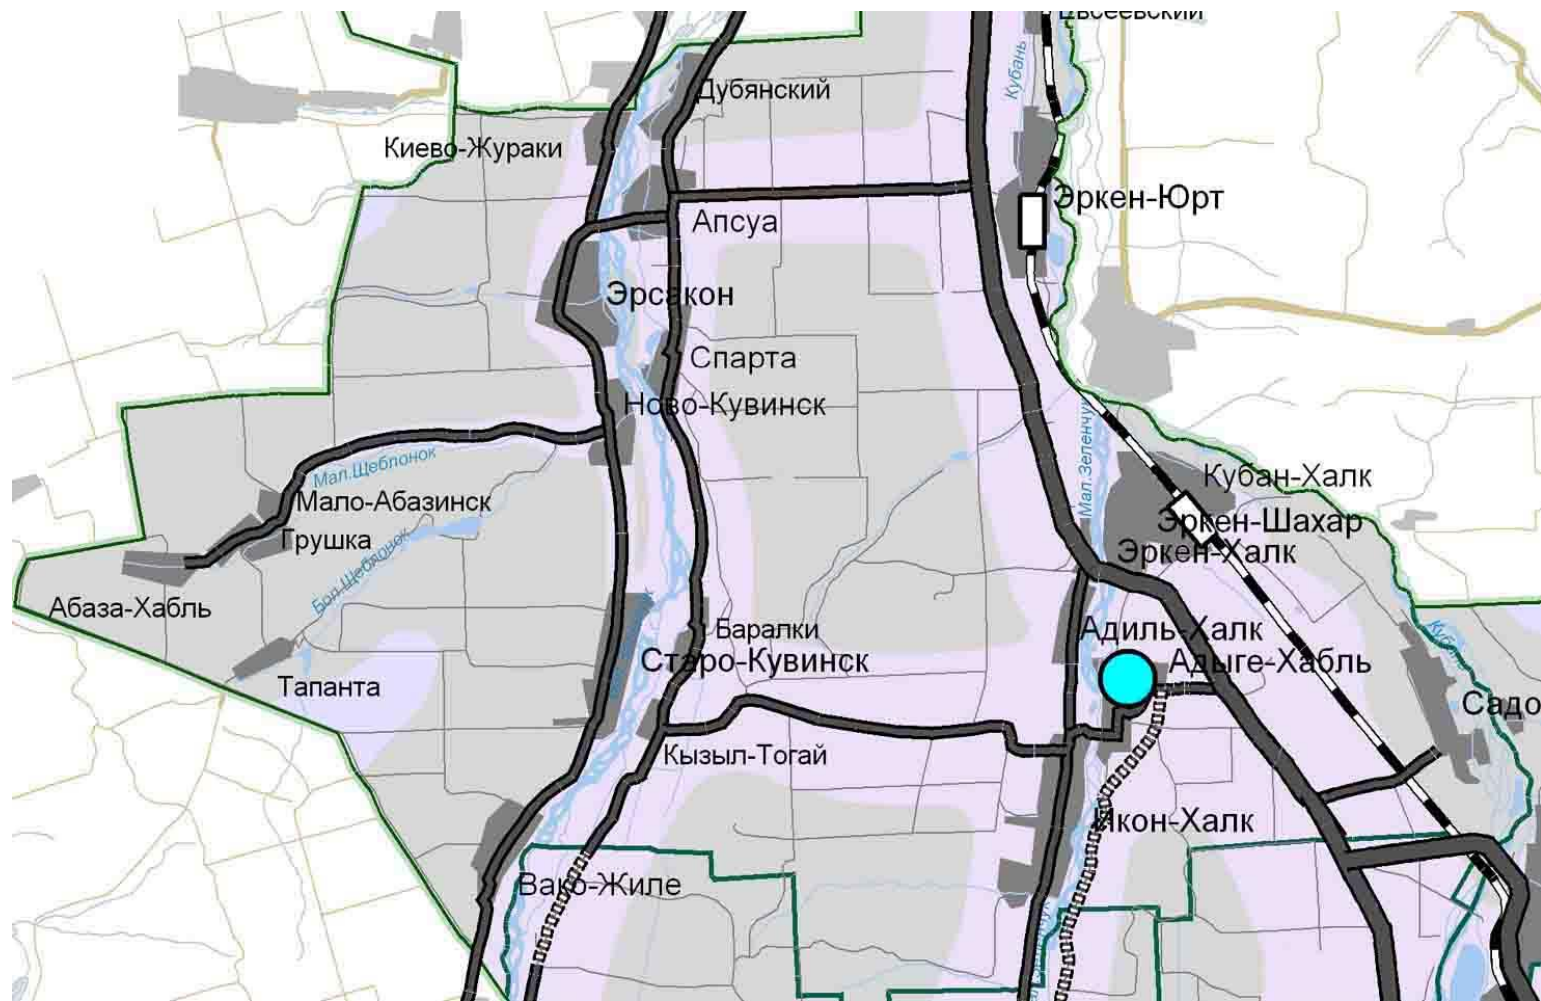 Евсеевский
Кубань
Дубянский
Киево-Жураки
Эркен-Юрт
Апсуа
Эрсакон
Спарта
Ново-Кувинск
Мал.Зеленчук
Мал.Щеблонок
Кубан-Халк
Мало-Абазинск
Эркен-Шахар
Грушка
Эркен-Халк
Бол.Щеблонок
Абаза-Хабль
Баралки
Адиль-Халк
Старо-Кувинск
Адыге-Хабль
Тапанта
Садо
Кызыл-Тогай
Икон-Халк
Вако-Жиле